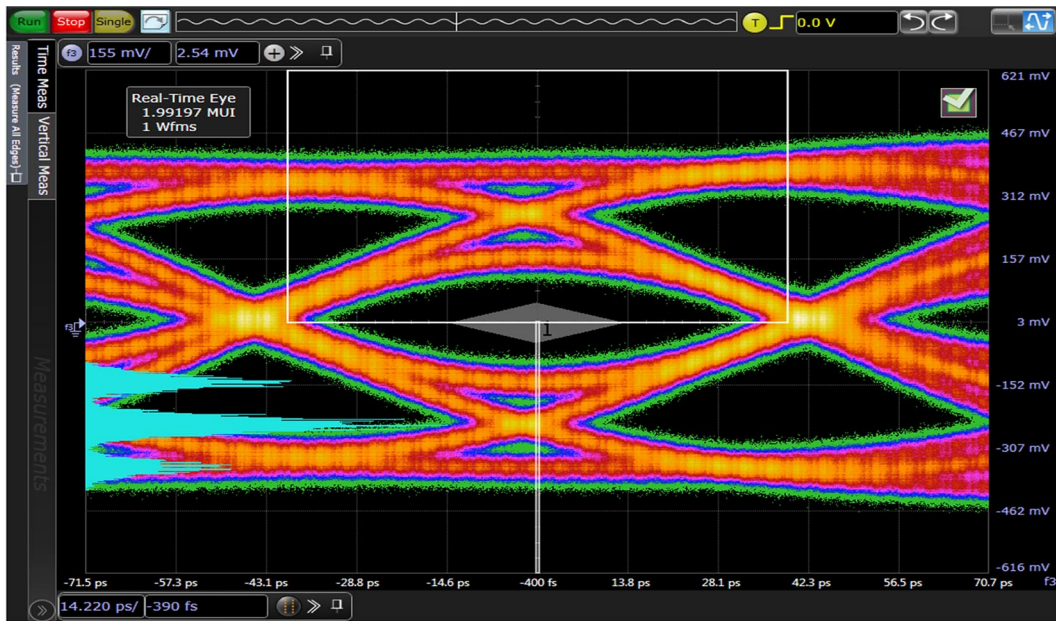 Run Stop Single T 0.0 V
f3 155 mV/ 2.54 mV
Results (Measure All Edges)
Time Meas Vertical Meas
Measurements
Real-Time Eye
1.99197 MUI
1 Wfms
621 mV
467 mV
312 mV
157 mV
f3 3 mV
1
-152 mV
-307 mV
-462 mV
-616 mV
-71.5 ps -57.3 ps -43.1 ps -28.8 ps -14.6 ps -400 fs 13.8 ps 28.1 ps 42.3 ps 56.5 ps 70.7 ps f3
14.220 ps/ -390 fs